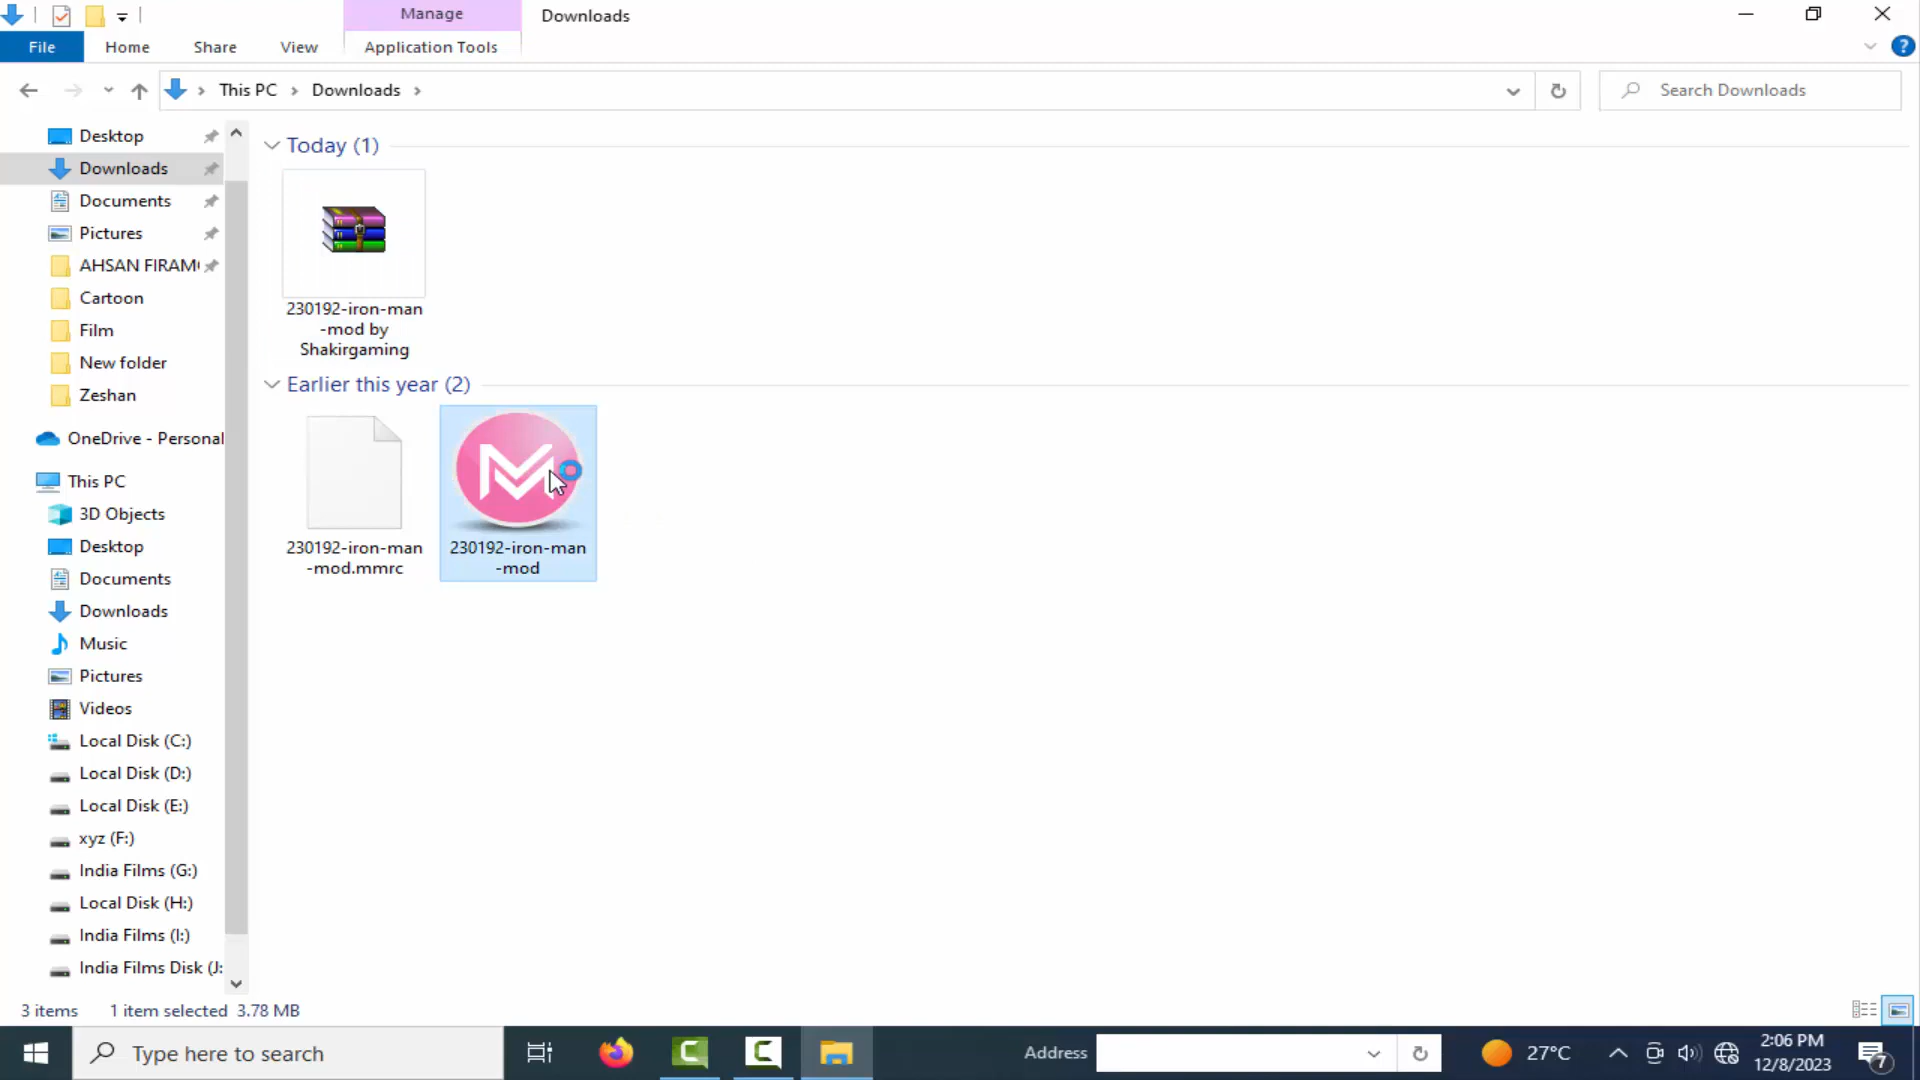 Manage
Downloads
File
Home
Share
View
Application Tools
This PC
Downloads
Search Downloads
Desktop
Downloads
Documents
Pictures
AHSAN FIRAM
Cartoon
Film
New folder
Zeshan
OneDrive - Personal
This PC
3D Objects
Desktop
Documents
Downloads
Music
Pictures
Videos
Local Disk (C:)
Local Disk (D:)
Local Disk (E:)
xyz (F:)
India Films (G:)
Local Disk (H:)
India Films (I:)
India Films Disk (J:
Today (1)
230192-iron-man
-mod by
Shakirgaming
Earlier this year (2)
230192-iron-man
-mod.mmrc
230192-iron-man
-mod
3 items
1 item selected 3.78 MB
Type here to search
Address
27°C
2:06 PM
12/8/2023
7